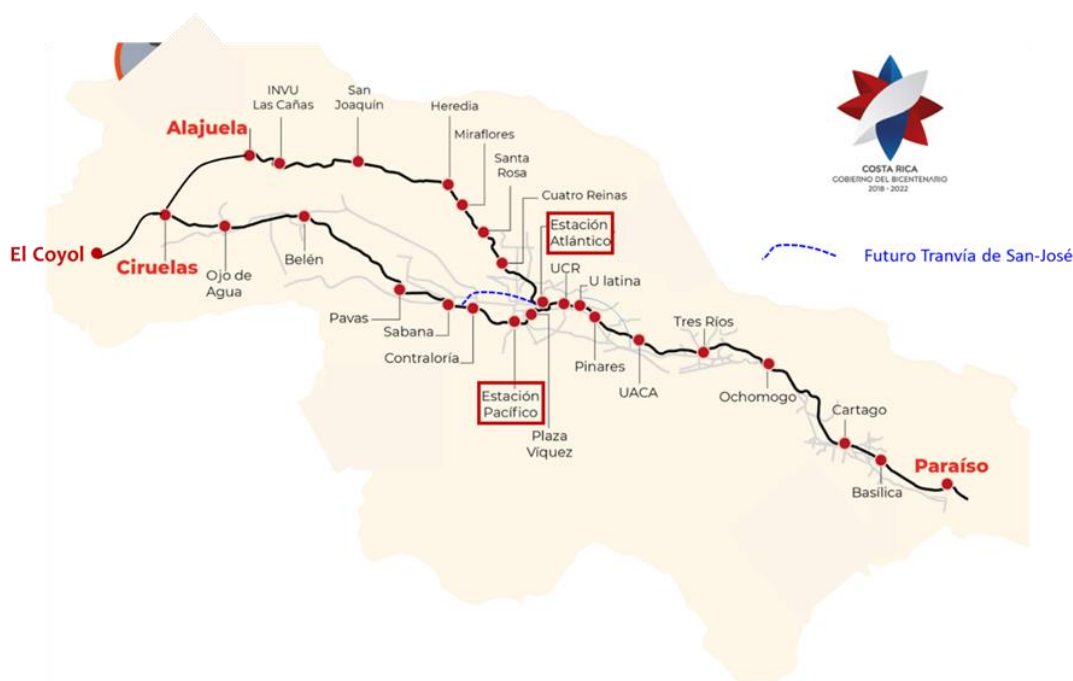 INVU
Las Cañas
San
Joaquín
Heredia
Alajuela
Miraflores
Santa
Rosa
Cuatro Reinas
COSTA RICA
GOBIERNO DEL BICENTENARIO
2018 - 2022
Estación
Atlántico
El Coyol
Ciruelas
Ojo de
Agua
Belén
UCR
U latina
Futuro Tranvía de San-José
Pavas
Sabana
Contraloría
Tres Ríos
Pinares
UACA
Ochomogo
Estación
Pacífico
Plaza
Víquez
Cartago
Basílica
Paraíso